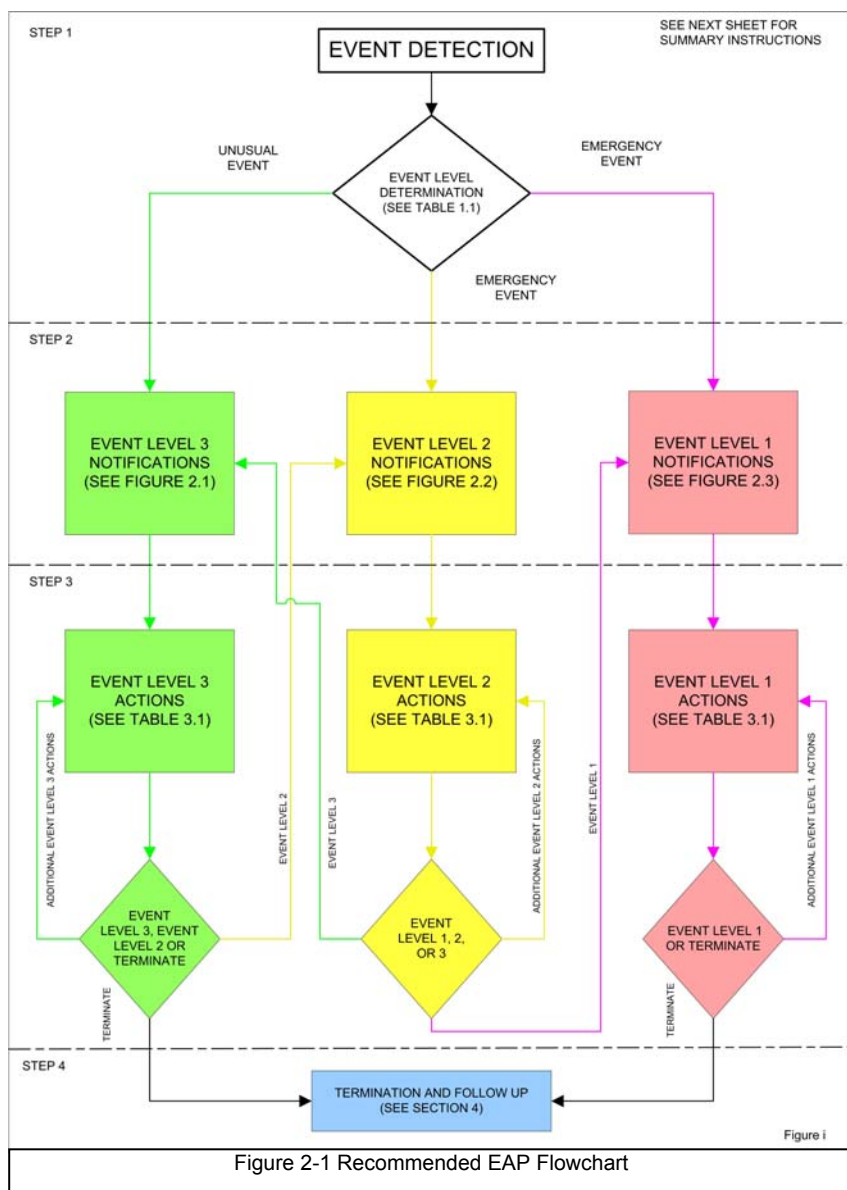 STEP 1
SEE NEXT SHEET FOR
SUMMARY INSTRUCTIONS
EVENT DETECTION
UNUSUAL
EVENT
EMERGENCY
EVENT
EVENT LEVEL
DETERMINATION
(SEE TABLE 1.1)
EMERGENCY
EVENT
STEP 2
EVENT LEVEL 3
NOTIFICATIONS
(SEE FIGURE 2.1)
EVENT LEVEL 2
NOTIFICATIONS
(SEE FIGURE 2.2)
EVENT LEVEL 1
NOTIFICATIONS
(SEE FIGURE 2.3)
STEP 3
EVENT LEVEL 3
ACTIONS
(SEE TABLE 3.1)
EVENT LEVEL 2
ACTIONS
(SEE TABLE 3.1)
EVENT LEVEL 1
ACTIONS
(SEE TABLE 3.1)
ADDITIONAL EVENT LEVEL 3 ACTIONS
EVENT LEVEL 2
EVENT LEVEL 3
ADDITIONAL EVENT LEVEL 2 ACTIONS
EVENT LEVEL 1
ADDITIONAL EVENT LEVEL 1 ACTIONS
EVENT
LEVEL 3, EVENT
LEVEL 2 OR
TERMINATE
EVENT
LEVEL 1, 2,
OR 3
EVENT LEVEL 1
OR TERMINATE
TERMINATE
TERMINATE
STEP 4
TERMINATION AND FOLLOW UP
(SEE SECTION 4)
Figure i
Figure 2-1 Recommended EAP Flowchart